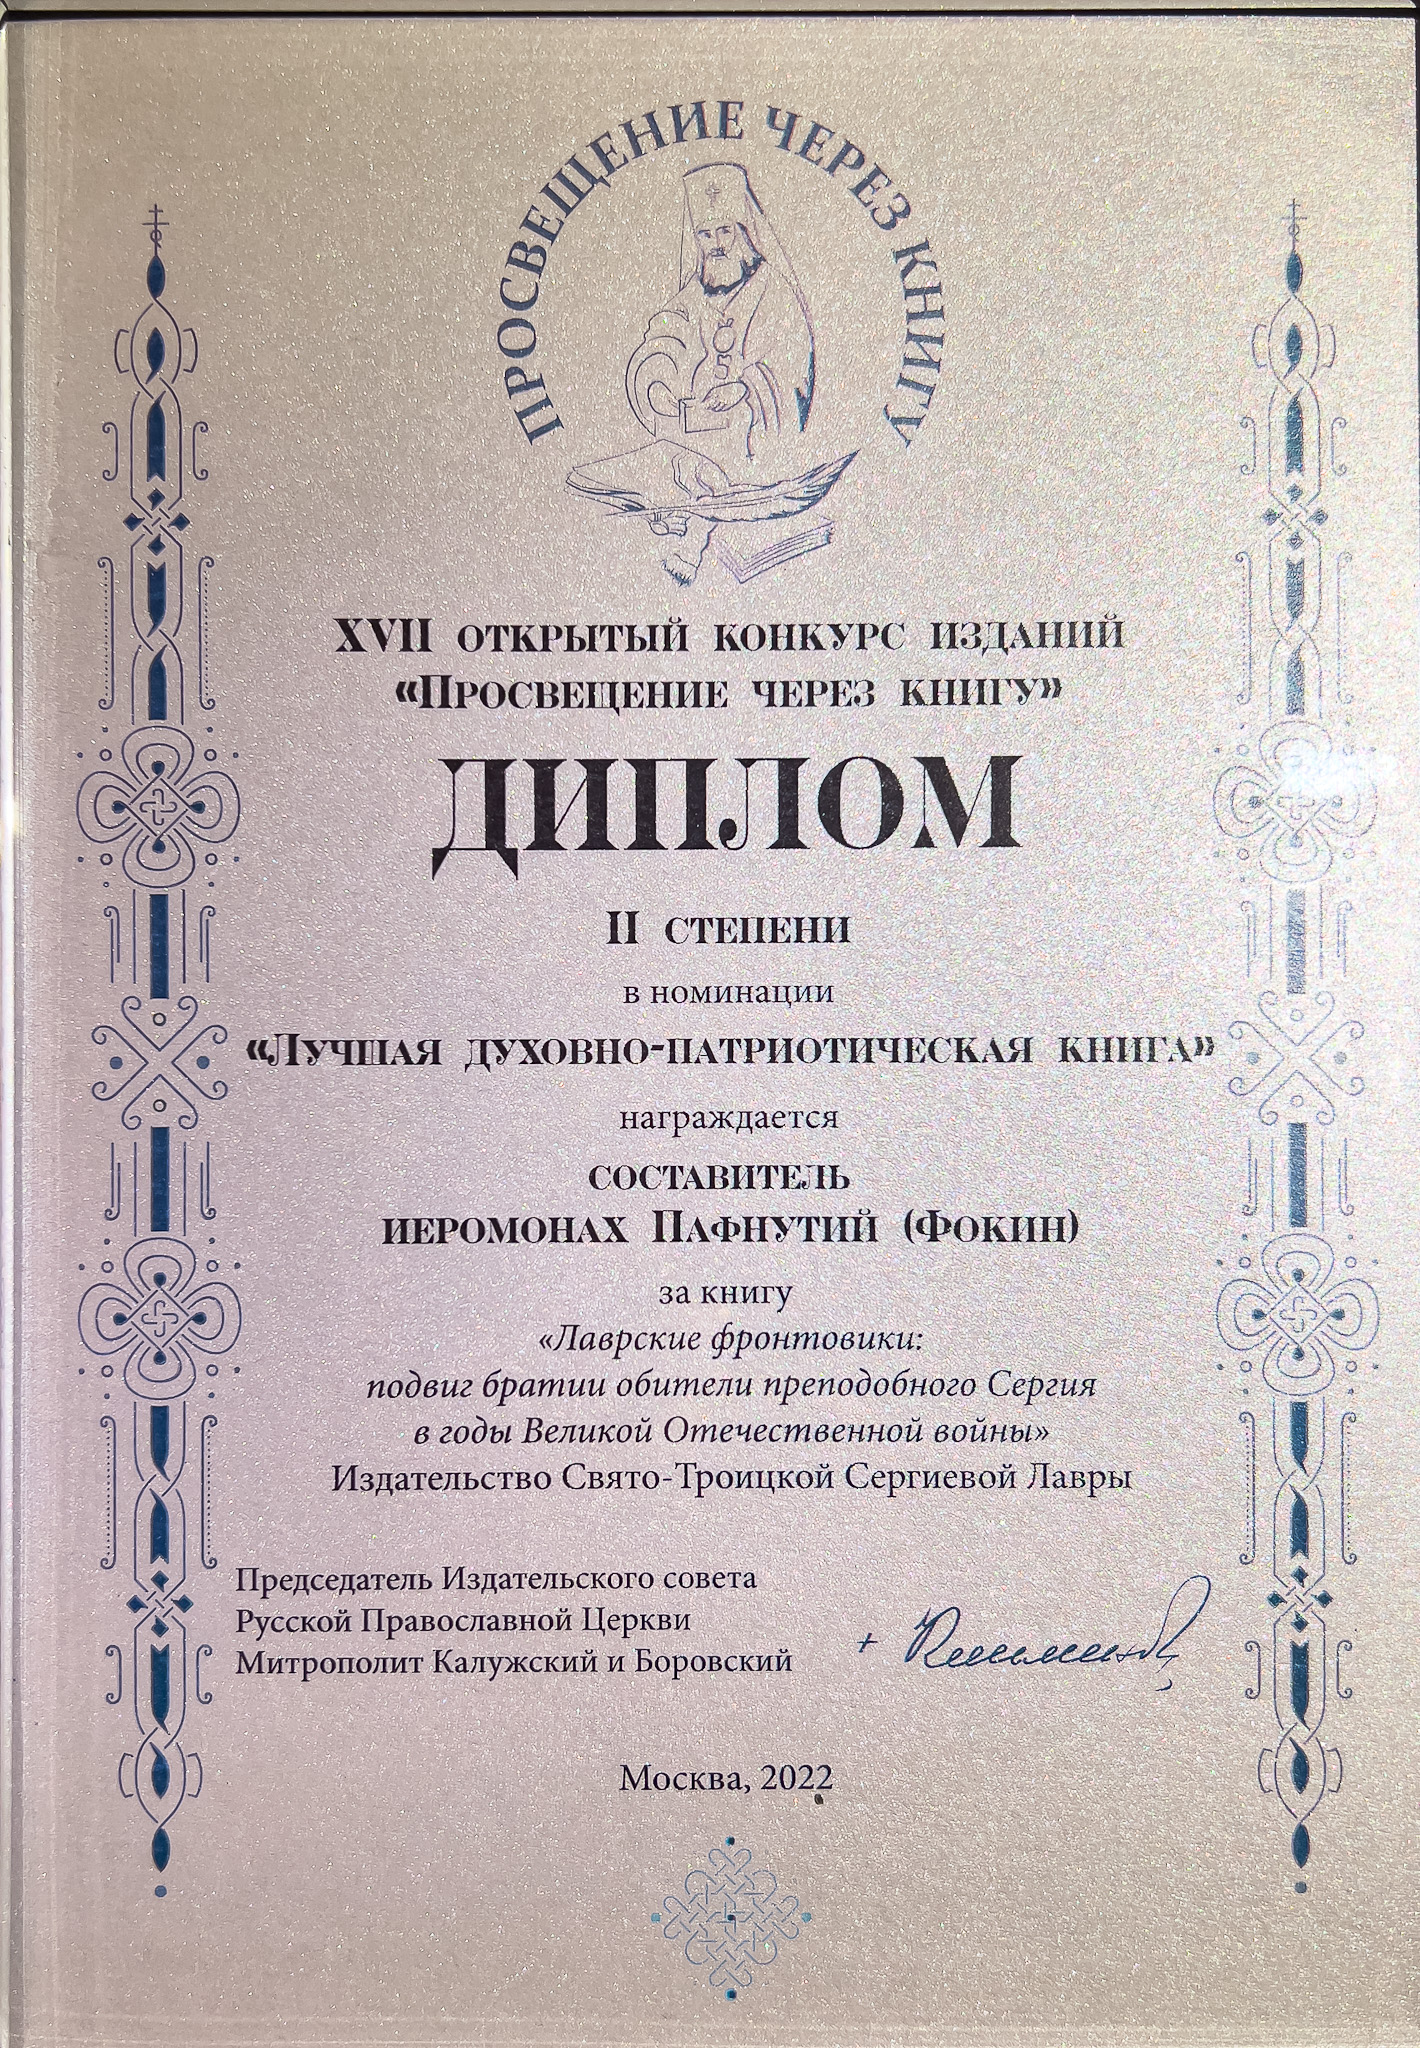 ПРОСВЕЩЕНИЕ ЧЕРЕЗ КНИГУ
XVII ОТКРЫТЫЙ КОНКУРС ИЗДАНИЙ
«ПРОСВЕЩЕНИЕ ЧЕРЕЗ КНИГУ»
ДИПЛОМ
II СТЕПЕНИ
в номинации
«ЛУЧШАЯ ДУХОВНО-ПАТРИОТИЧЕСКАЯ КНИГА»
награждается
СОСТАВИТЕЛЬ
ИЕРОМОНАХ ПАФНУТИЙ (ФОКИН)
за книгу
«Лаврские фронтовики:
подвиг братии обители преподобного Сергия
в годы Великой Отечественной войны»
Издательство Свято-Троицкой Сергиевой Лавры
Председатель Издательского совета
Русской Православной Церкви
Митрополит Калужский и Боровский
Москва, 2022